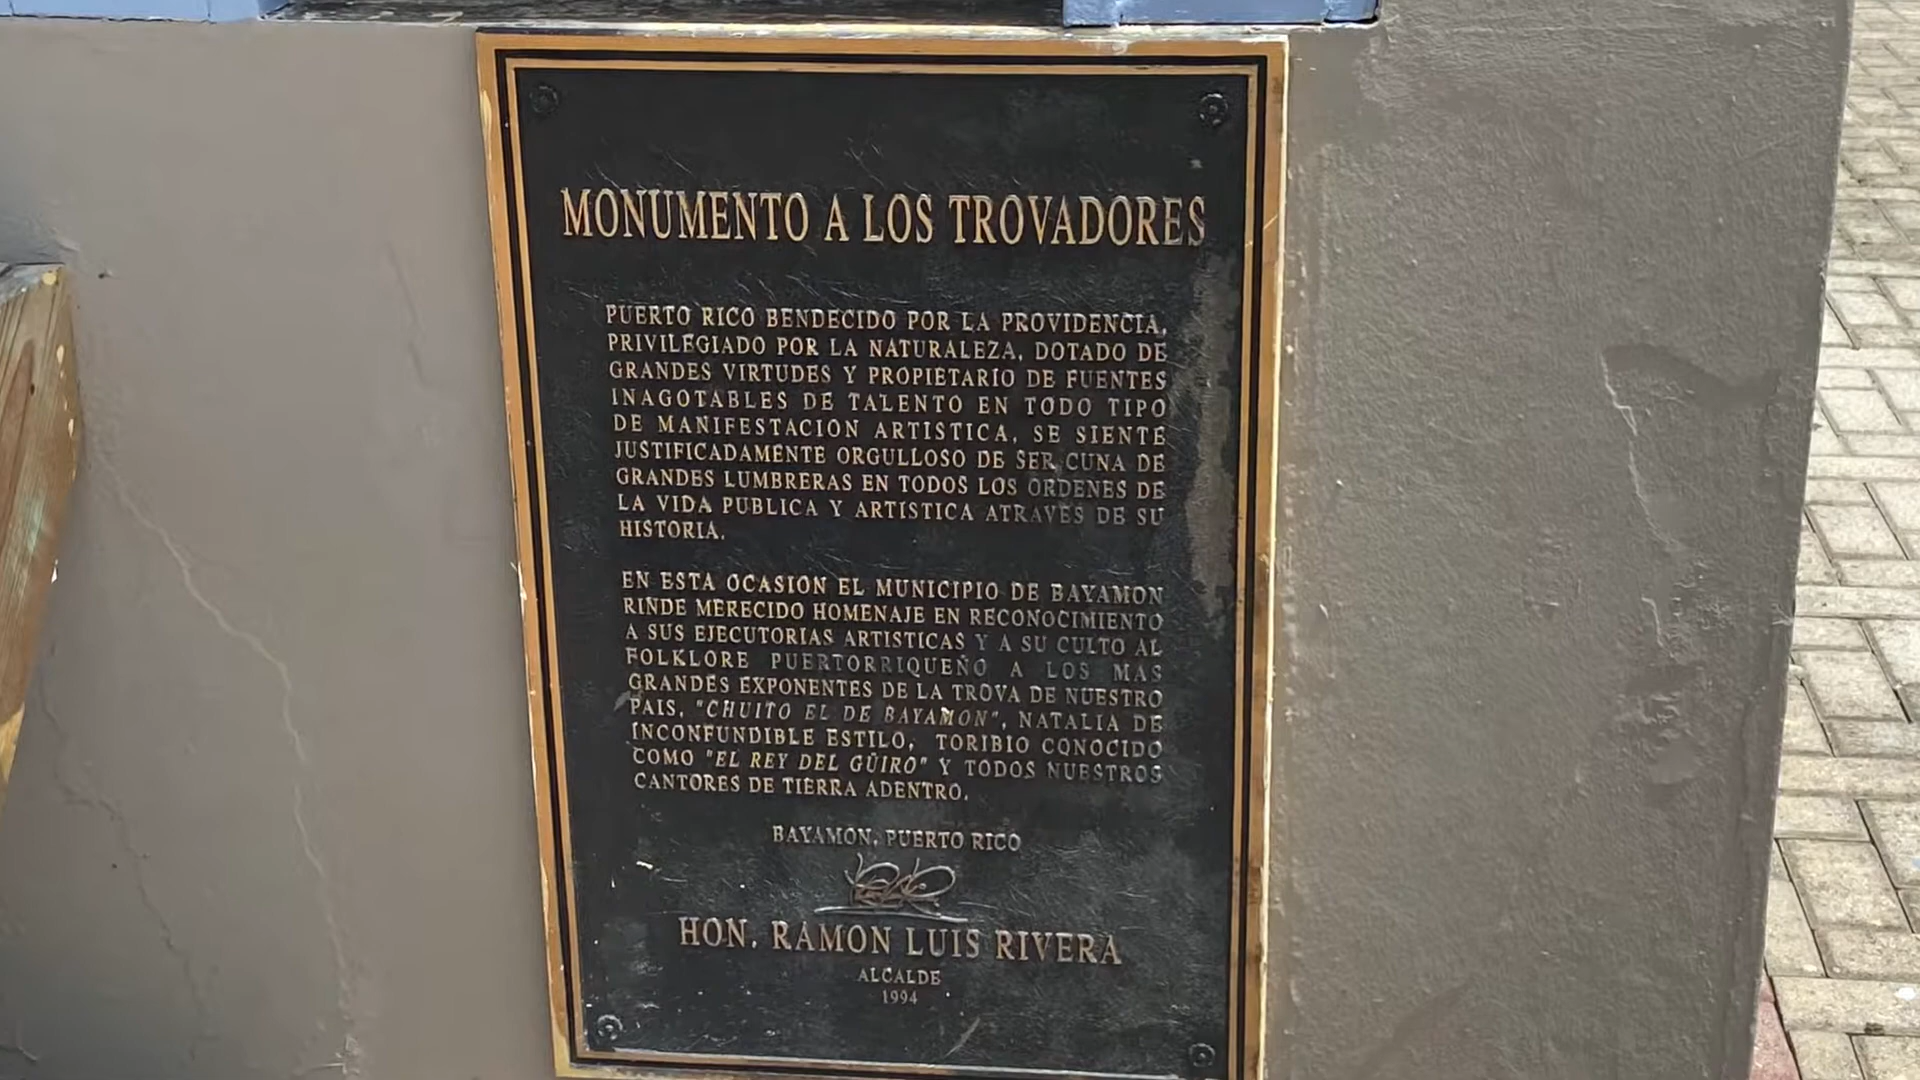 MONUMENTO A LOS TROVADORES
PUERTO RICO BENDECIDO POR LA PROVIDENCIA,
PRIVILEGIADO POR LA NATURALEZA, DOTADO DE
GRANDES VIRTUDES Y PROPIETARIO DE FUENTES
INAGOTABLES DE TALENTO EN TODO TIPO
DE MANIFESTACION ARTISTICA, SE SIENTE
JUSTIFICADAMENTE ORGULLOSO DE SER CUNA DE
GRANDES LUMBRERAS EN TODOS LOS ORDENES DE
LA VIDA PUBLICA Y ARTISTICA ATRAVES DE SU
HISTORIA.
EN ESTA OCASION EL MUNICIPIO DE BAYAMON
RINDE MERECIDO HOMENAJE EN RECONOCIMIENTO
A SUS EJECUTORIAS ARTISTICAS Y A SU CULTO AL
FOLKLORE PUERTORRIQUEÑO A LOS MAS
GRANDES EXPONENTES DE LA TROVA DE NUESTRO
PAIS, "CHUITO EL DE BAYAMON", NATALIA DE
INCONFUNDIBLE ESTILO, TORIBIO CONOCIDO
COMO "EL REY DEL GÜIRO" Y TODOS NUESTROS
CANTORES DE TIERRA ADENTRO.
BAYAMON, PUERTO RICO
HON. RAMON LUIS RIVERA
ALCALDE
1994